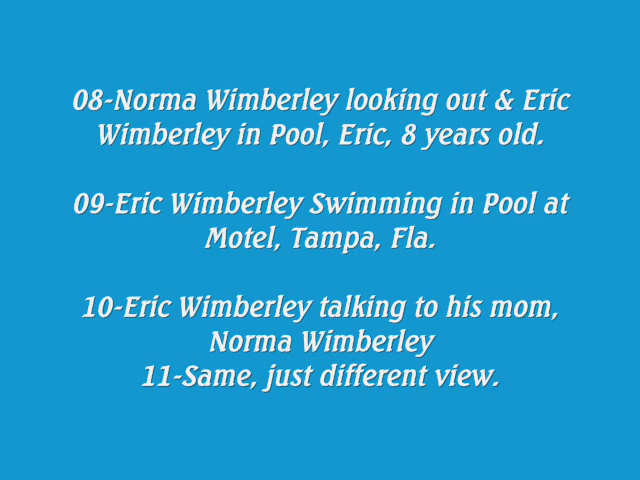 08-Norma Wimberley looking out & Eric
Wimberley in Pool, Eric, 8 years old.
09-Eric Wimberley Swimming in Pool at
Motel, Tampa, Fla.
10-Eric Wimberley talking to his mom,
Norma Wimberley
11-Same, just different view.